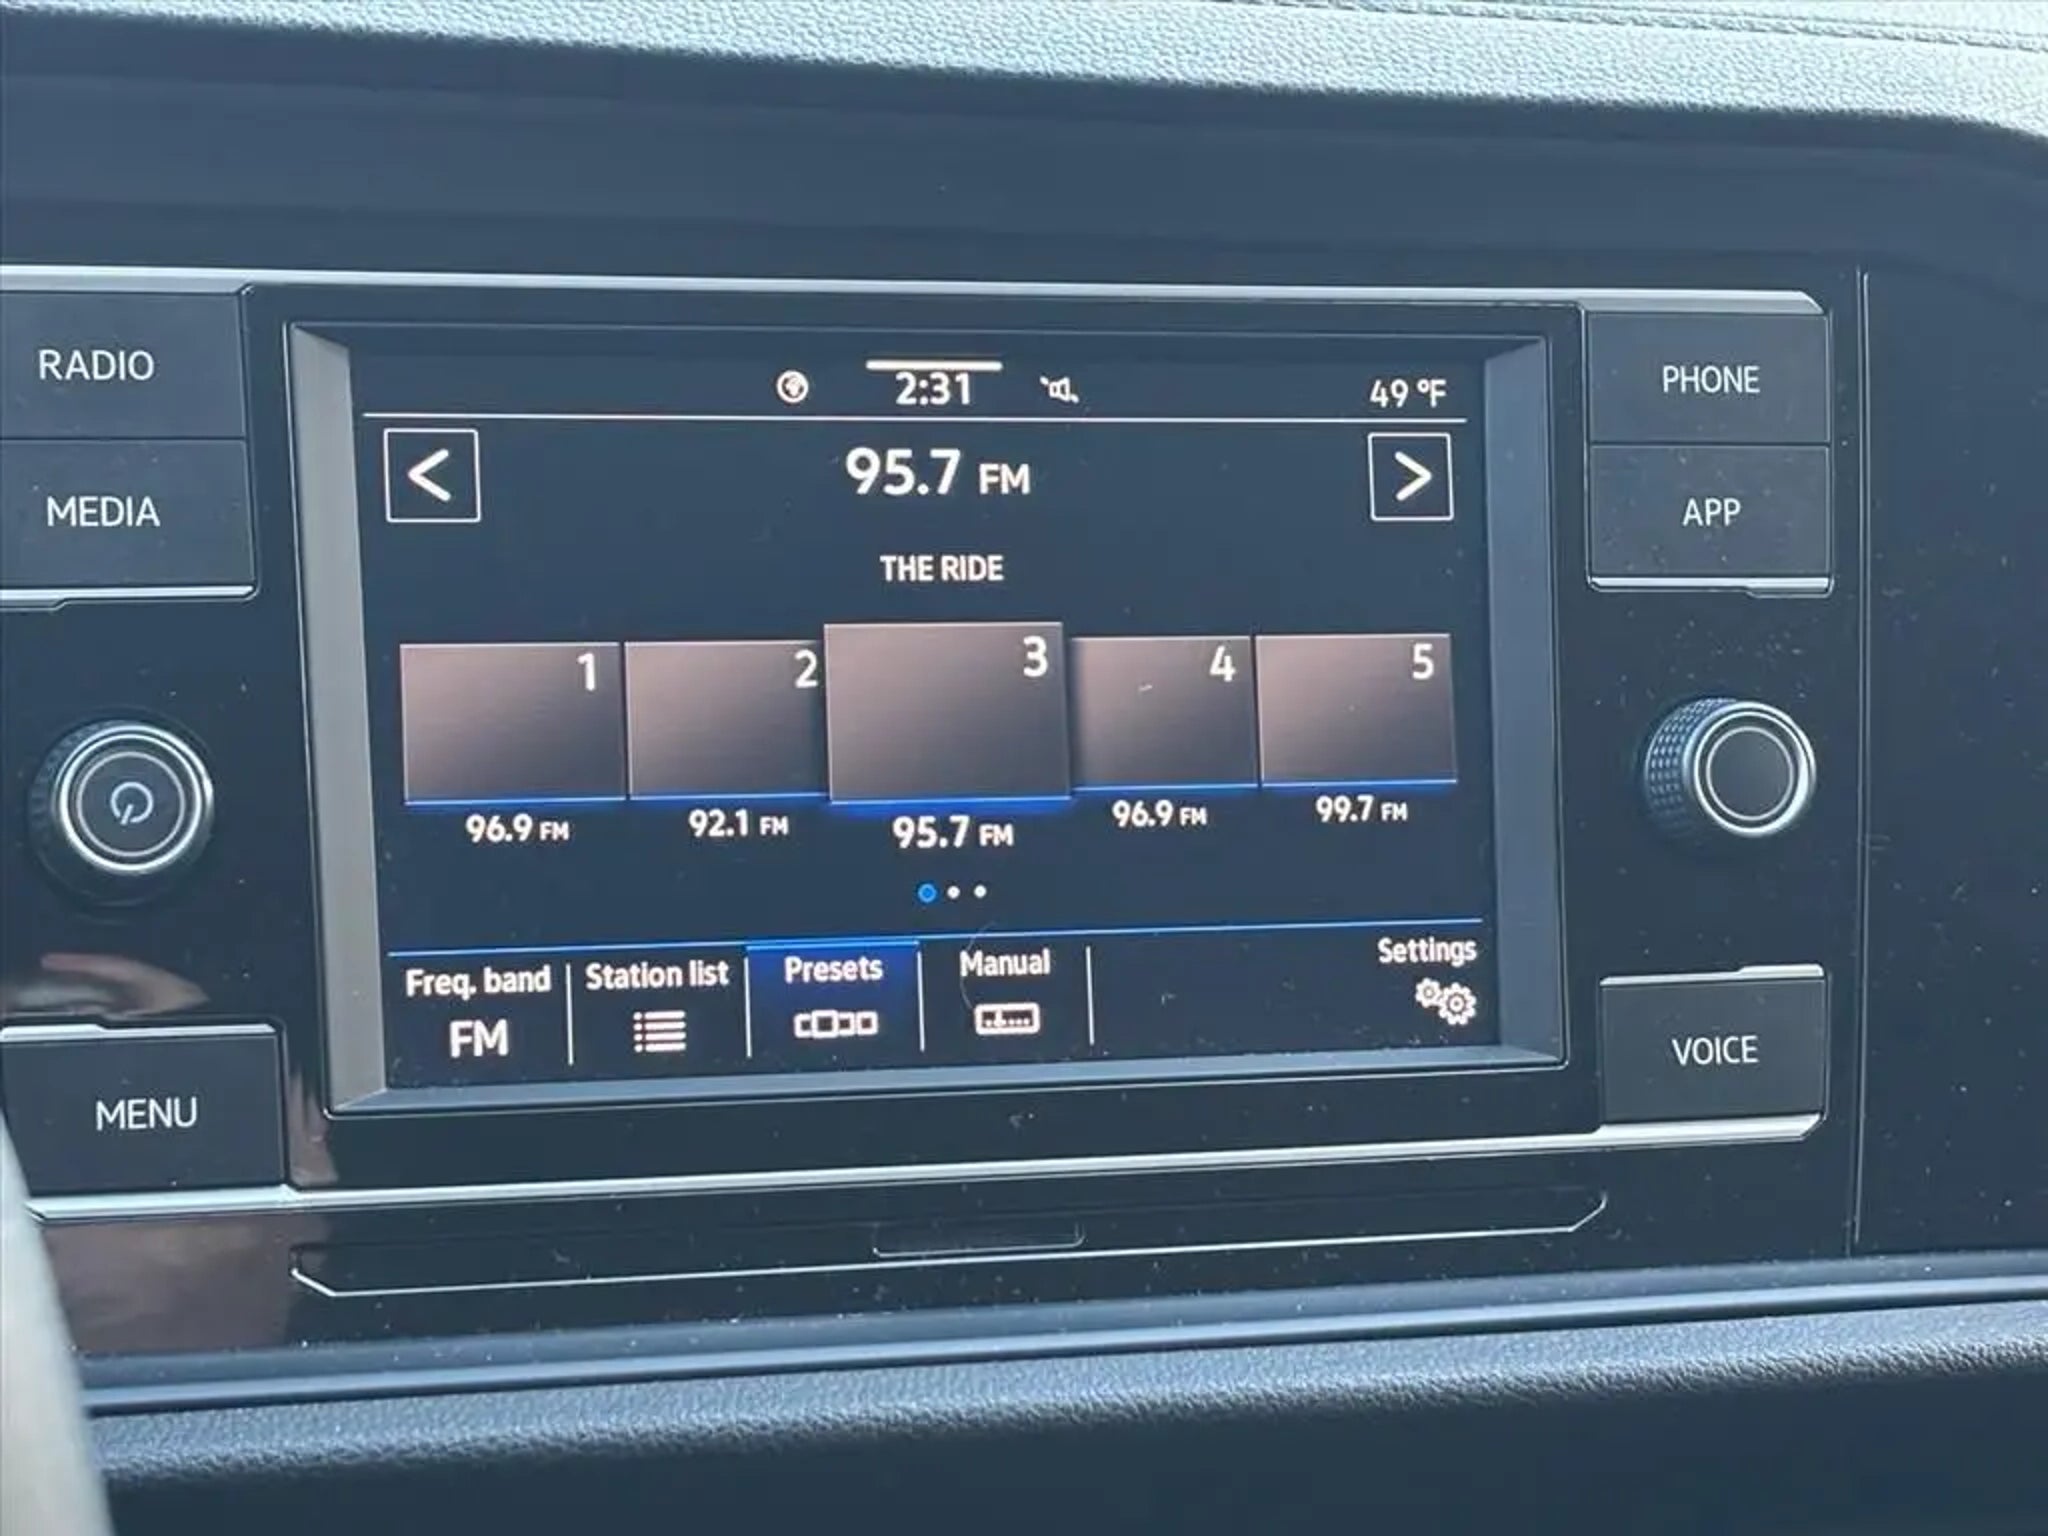 RADIO
MEDIA
MENU
2:31
49 °F
<
95.7 FM
>
THE RIDE
1
2
3
4
5
96.9 FM
92.1 FM
95.7 FM
96.9 FM
99.7 FM
Freq. band
FM
Station list
Presets
Manual
Settings
PHONE
APP
VOICE